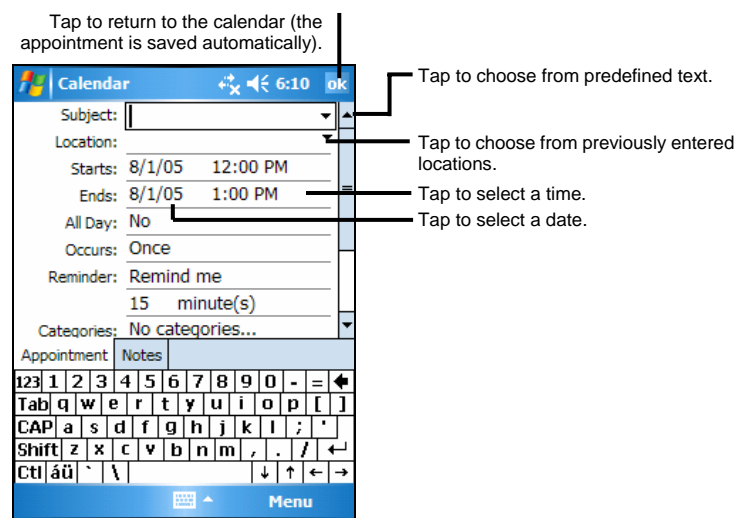 Tap to return to the calendar (the
appointment is saved automatically).
Calendar 6:10 ok
Tap to choose from predefined text.
Subject:
Location:
Tap to choose from previously entered
locations.
Starts: 8/1/05 12:00 PM
Ends: 8/1/05 1:00 PM
Tap to select a time.
All Day: No
Tap to select a date.
Occurs: Once
Reminder: Remind me
15 minute(s)
Categories: No categories...
Appointment Notes
123 1 2 3 4 5 6 7 8 9 0 - =
Tab q w e r t y u i o p [ ]
CAP a s d f g h j k l ; '
Shift z x c v b n m , . /
Ctl áü ` \ ↓ ↑ ← →
Menu